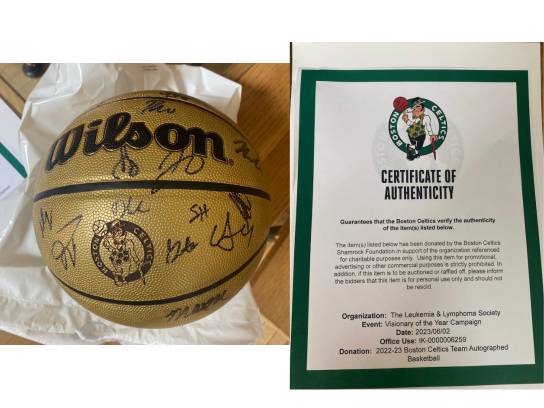 Wilson
SH
BOSTON CELTICS
BOSTON CELTICS
CERTIFICATE OF
AUTHENTICITY
Guarantees that the Boston Celtics verify the authenticity
of the item(s) listed below.
The item(s) listed below has been donated by the Boston Celtics
Shamrock Foundation in support of the organization referenced
for charitable purposes only. Using this item for promotional,
advertising or other commercial purposes is strictly prohibited. In
addition, if this item is to be auctioned or raffled off, please inform
the bidders that this item is for personal use only and should not
be resold.
Organization: The Leukemia & Lymphoma Society
Event: Visionary of the Year Campaign
Date: 2023/06/02
Office Use: IK-0000006259
Donation: 2022-23 Boston Celtics Team Autographed
Basketball